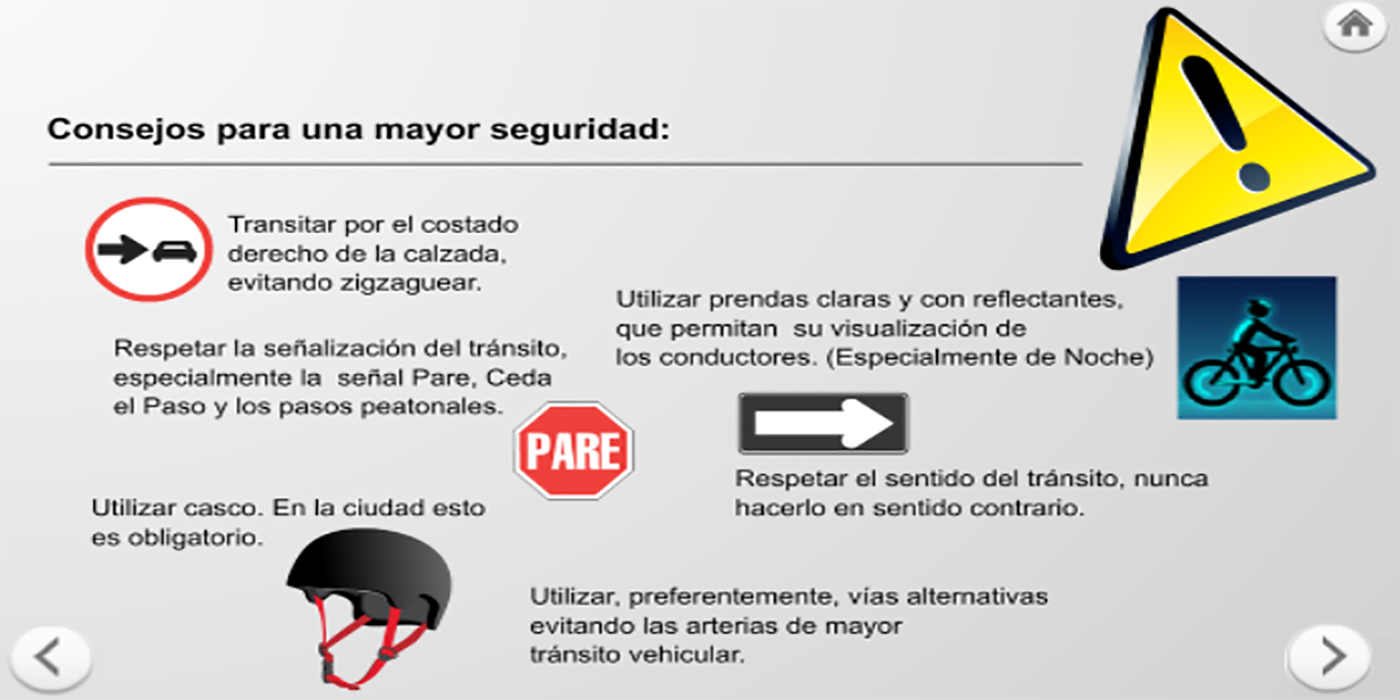 Consejos para una mayor seguridad:
Transitar por el costado
derecho de la calzada,
evitando zigzaguear.
Respetar la señalización del tránsito,
especialmente la señal Pare, Ceda
el Paso y los pasos peatonales.
PARE
Utilizar casco. En la ciudad esto
es obligatorio.
Utilizar prendas claras y con reflectantes,
que permitan su visualización de
los conductores. (Especialmente de Noche)
Respetar el sentido del tránsito, nunca
hacerlo en sentido contrario.
Utilizar, preferentemente, vías alternativas
evitando las arterias de mayor
tránsito vehicular.